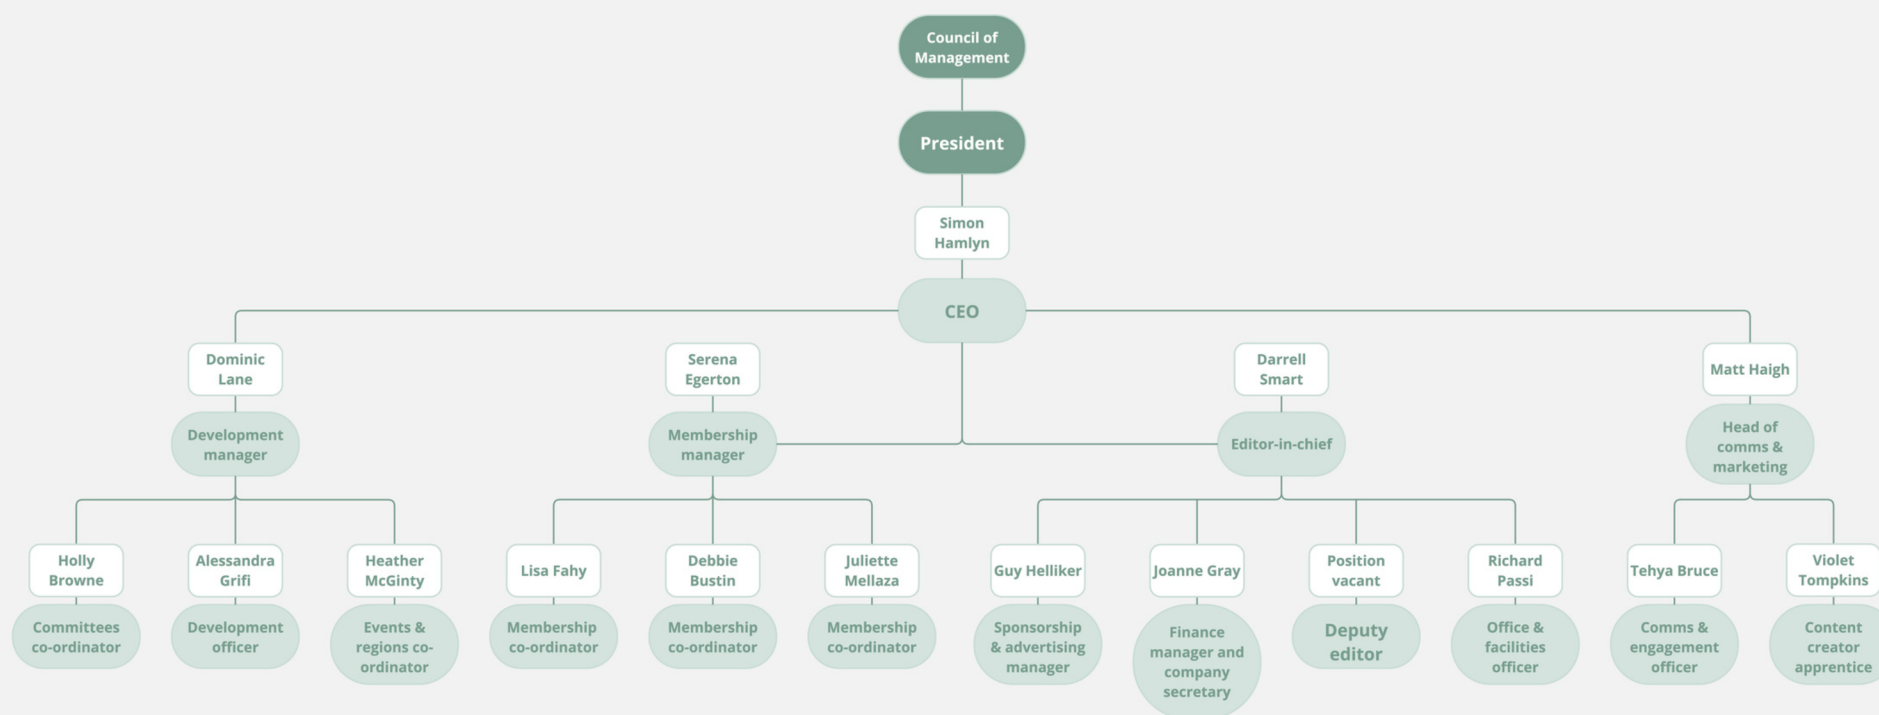 Council of
Management
President
Simon
Hamlyn
CEO
Dominic
Lane
Development
manager
Serena
Egerton
Membership
manager
Darrell
Smart
Editor-in-chief
Matt Haigh
Head of
comms &
marketing
Holly
Browne
Committees
co-ordinator
Alessandra
Grifi
Development
officer
Heather
McGinty
Events &
regions co-
ordinator
Lisa Fahy
Membership
co-ordinator
Debbie
Bustin
Membership
co-ordinator
Juliette
Mellaza
Membership
co-ordinator
Guy Helliker
Sponsorship
& advertising
manager
Joanne Gray
Finance
manager and
company
secretary
Position
vacant
Deputy
editor
Richard
Passi
Office &
facilities
officer
Tehya Bruce
Comms &
engagement
officer
Violet
Tompkins
Content
creator
apprentice